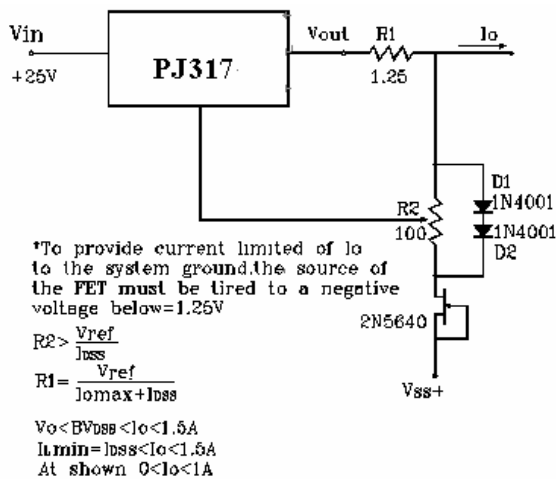 Vin
+25V
PJ317
Vout
R1
1.25
Io
R2
100
D1
1N4001
1N4001
D2
2N5640
Vss+
*To provide current limited of Io
to the system ground,the source of
the FET must be tired to a negative
voltage below=1.25V
R2>Vref/IDSS
R1=Vref/Iomax+IDSS
Vo<BVDSS<Io<1.5A
ILmin=IDSS<Io<1.5A
At shown 0<Io<1A